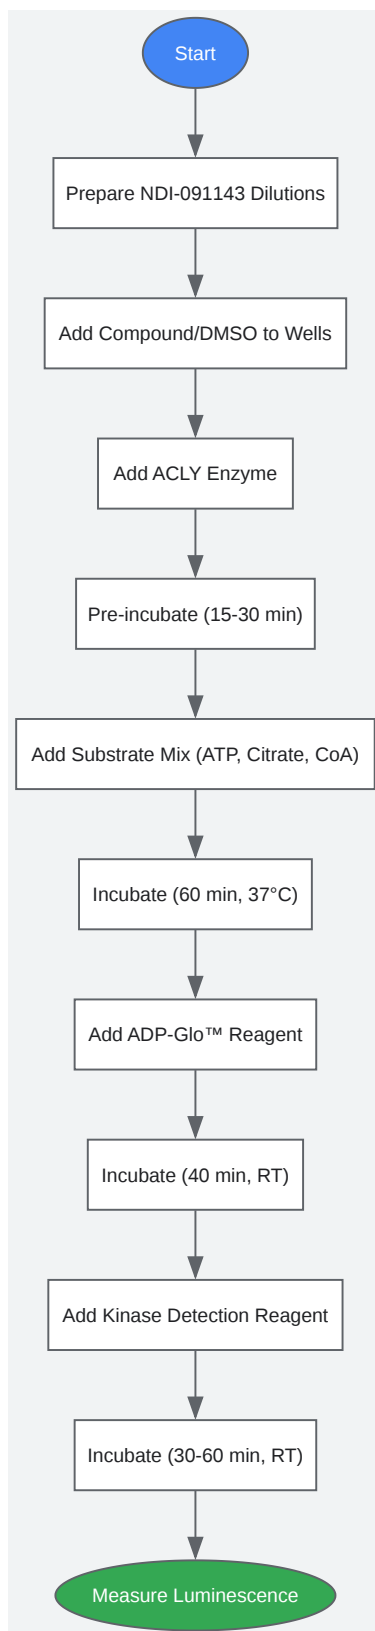 Start
Prepare NDI-091143 Dilutions
Add Compound/DMSO to Wells
Add ACLY Enzyme
Pre-incubate (15-30 min)
Add Substrate Mix (ATP, Citrate, CoA)
Incubate (60 min, 37°C)
Add ADP-Glo™ Reagent
Incubate (40 min, RT)
Add Kinase Detection Reagent
Incubate (30-60 min, RT)
Measure Luminescence